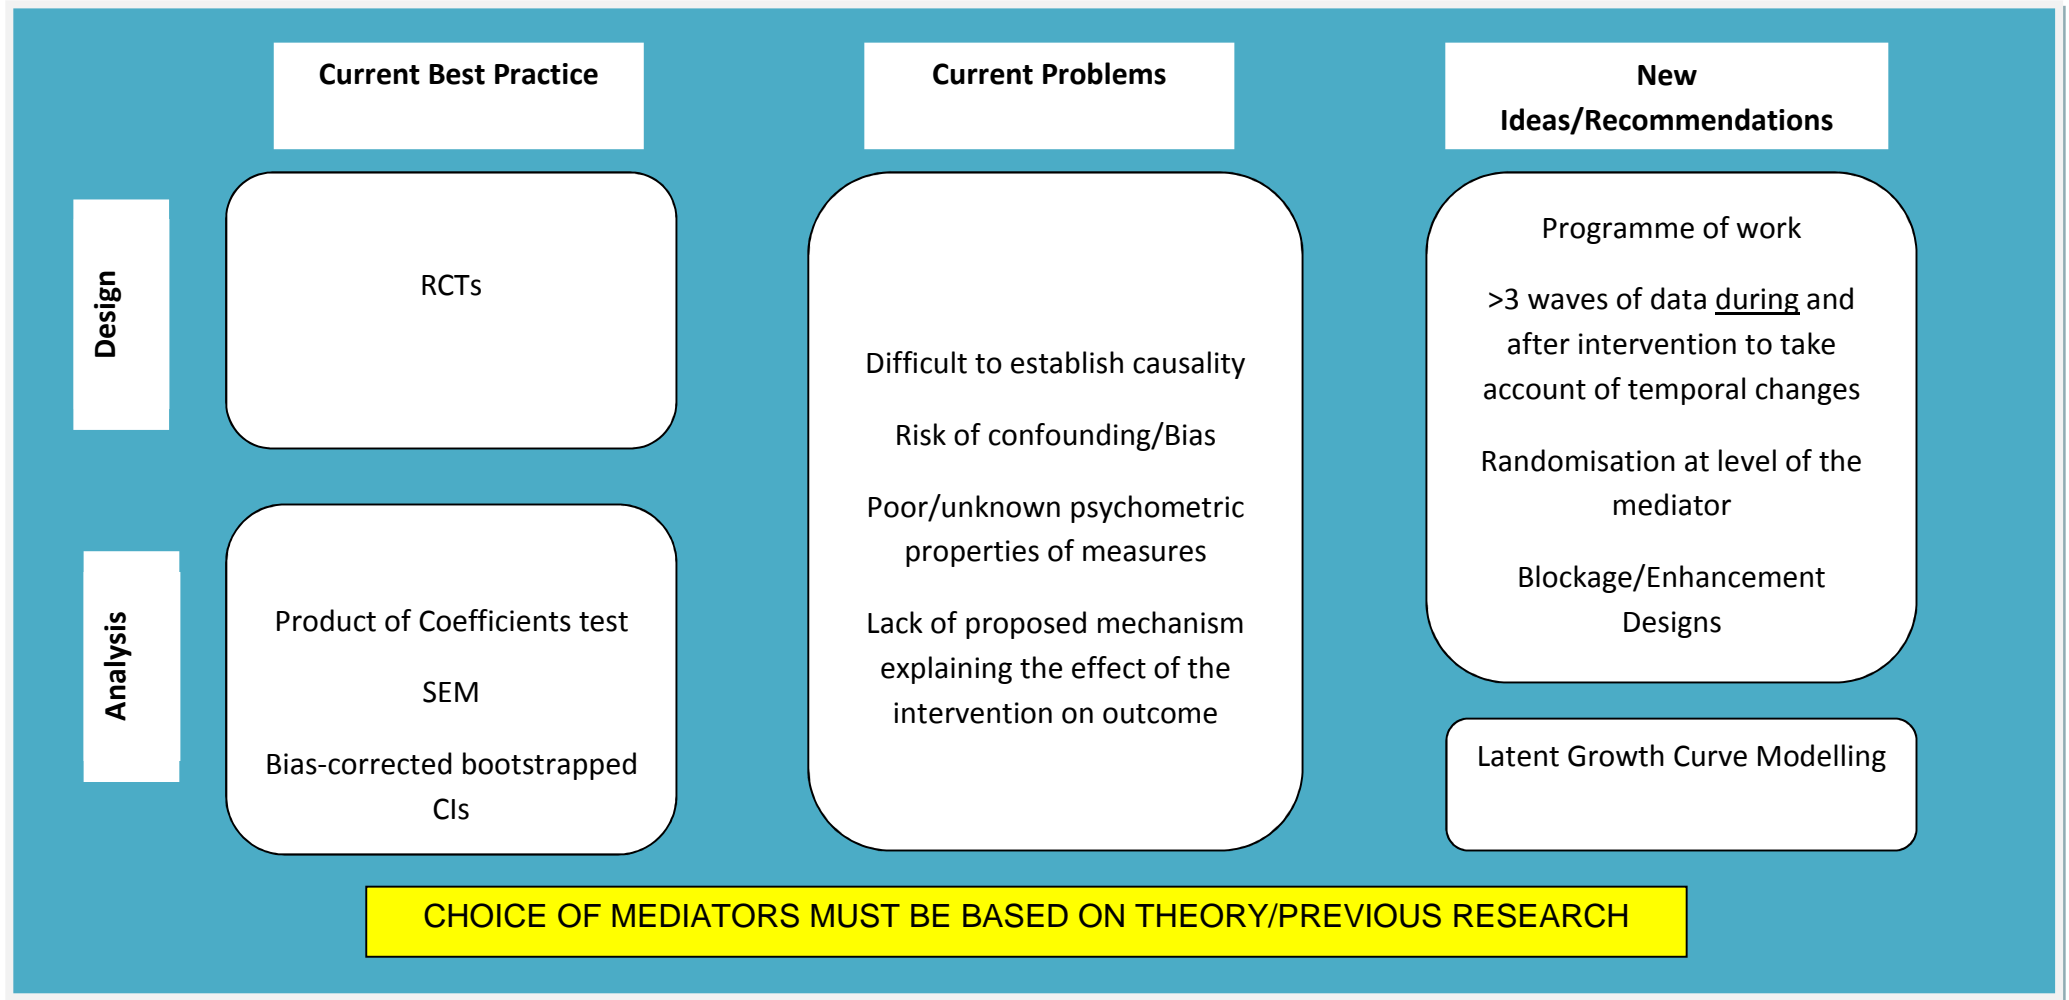 Current Best Practice
Current Problems
New
Ideas/Recommendations
Design
RCTs
Analysis
Product of Coefficients test
SEM
Bias-corrected bootstrapped
CIs
Difficult to establish causality
Risk of confounding/Bias
Poor/unknown psychometric
properties of measures
Lack of proposed mechanism
explaining the effect of the
intervention on outcome
Programme of work
>3 waves of data during and
after intervention to take
account of temporal changes
Randomisation at level of the
mediator
Blockage/Enhancement
Designs
Latent Growth Curve Modelling
CHOICE OF MEDIATORS MUST BE BASED ON THEORY/PREVIOUS RESEARCH